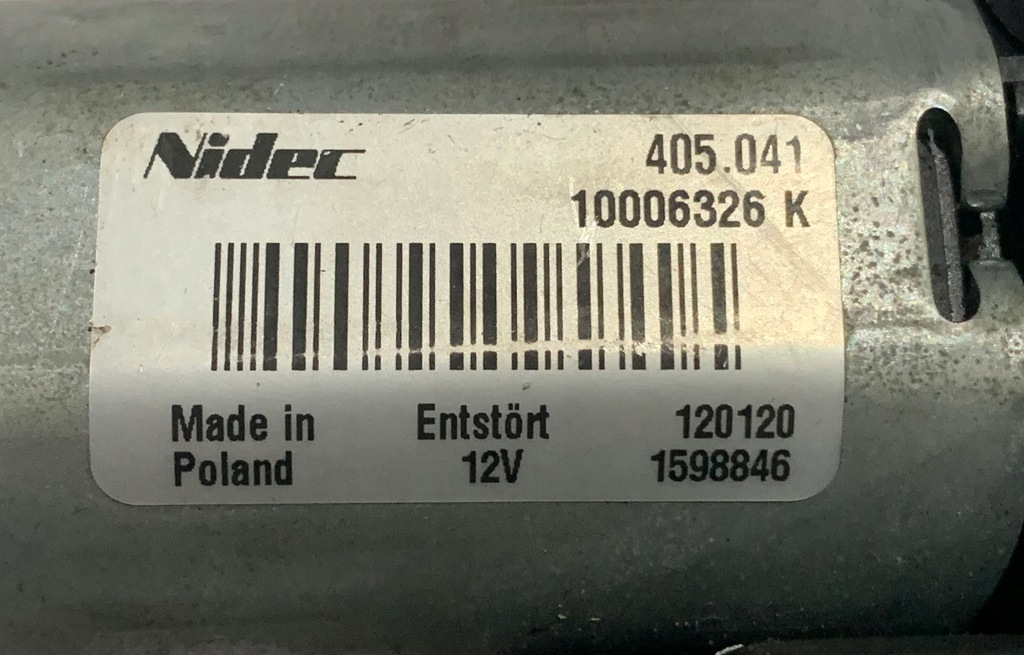 Nidec 405.041
10006326 K
Made in Entstört 120120
Poland 12V 1598846